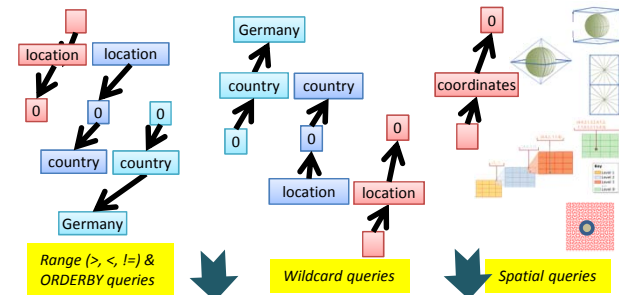 location
location
0
0
0
country
country
Germany
Range (>, <, !=) &
ORDERBY queries
Germany
country
country
0
0
0
location
location
Wildcard queries
0
coordinates
Key
Spatial queries